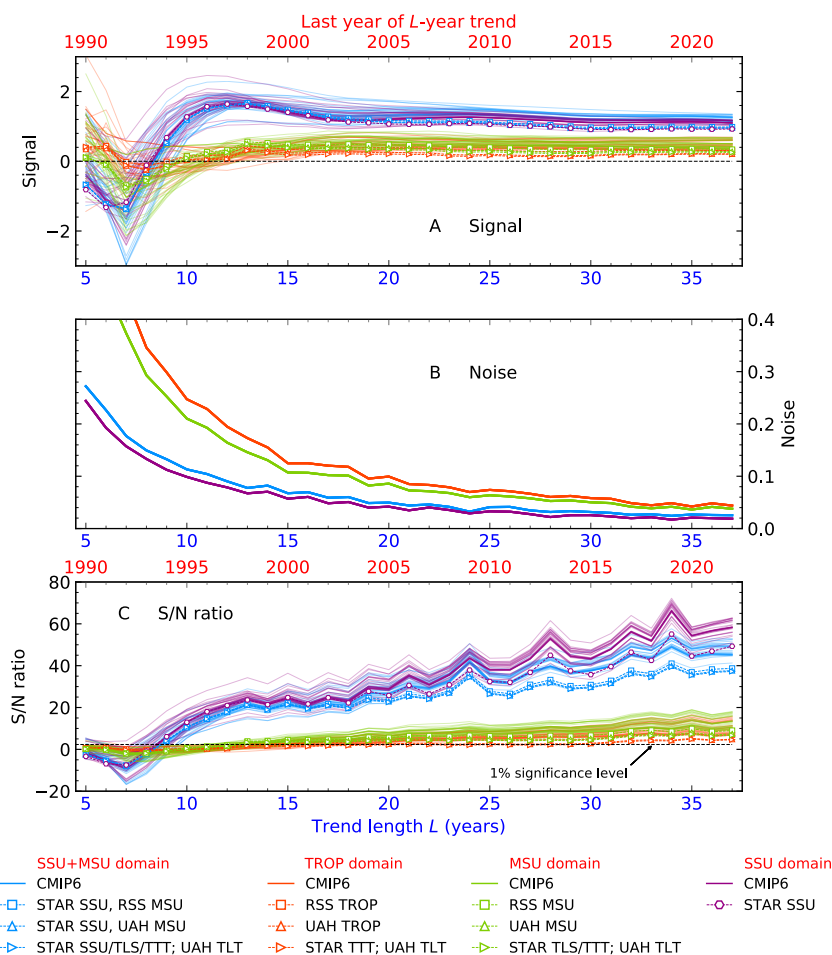 Last year of L-year trend
1990 1995 2000 2005 2010 2015 2020
2
0
−2
Signal
A Signal
5 10 15 20 25 30 35
B Noise
0.4
0.3
0.2
0.1
0.0
Noise
5 10 15 20 25 30 35
1990 1995 2000 2005 2010 2015 2020
80
60
40
20
0
−20
S/N ratio
C S/N ratio
1% significance level
5 10 15 20 25 30 35
Trend length L (years)
SSU+MSU domain TROP domain MSU domain SSU domain
CMIP6 CMIP6 CMIP6 CMIP6
STAR SSU, RSS MSU RSS TROP RSS MSU STAR SSU
STAR SSU, UAH MSU UAH TROP UAH MSU
STAR SSU/TLS/TTT; UAH TLT STAR TTT; UAH TLT STAR TLS/TTT; UAH TLT